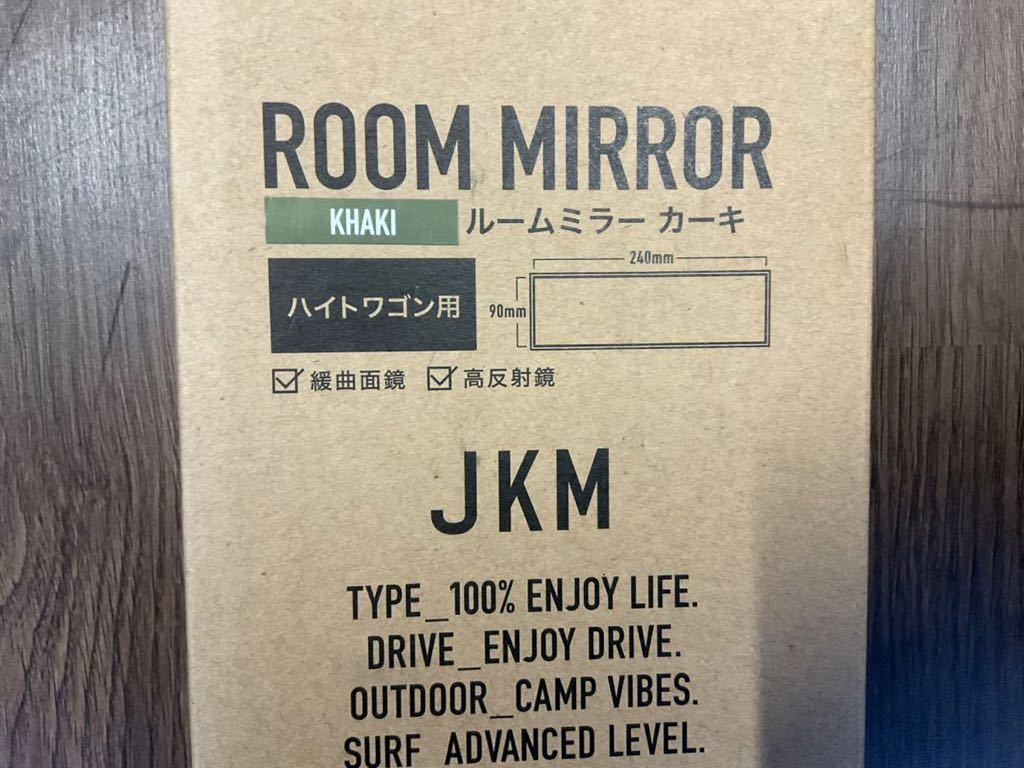 ROOM MIRROR
KHAKI ルームミラー カーキ
ハイトワゴン用
240mm
90mm
☑ 緩曲面鏡 ☑ 高反射鏡
JKM
TYPE_100% ENJOY LIFE.
DRIVE_ENJOY DRIVE.
OUTDOOR_CAMP VIBES.
SURF_ADVANCED LEVEL.